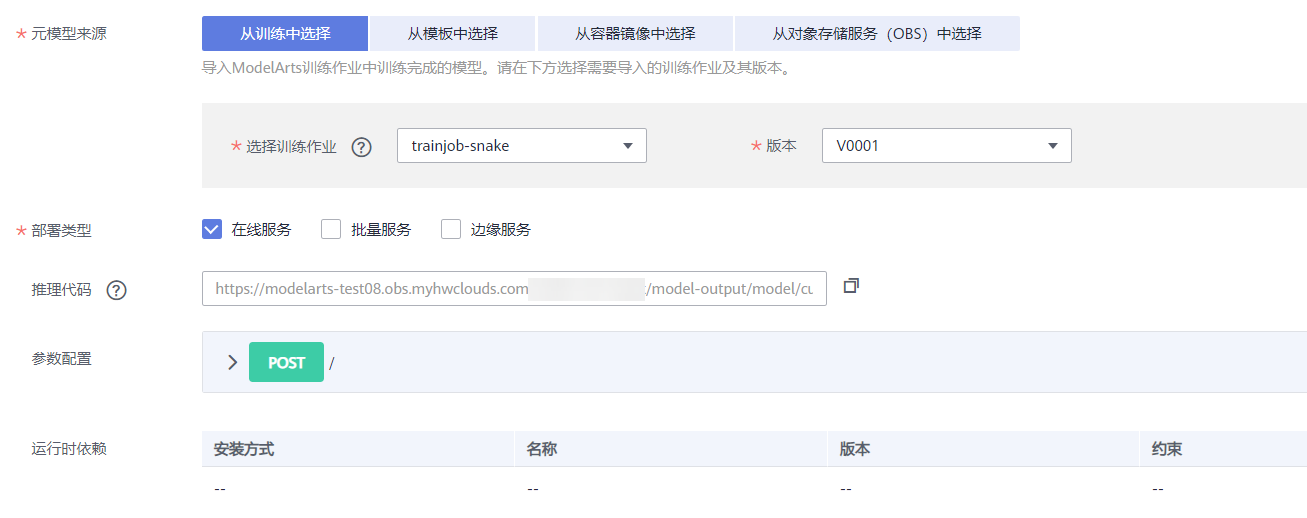 * 元模型来源 从训练中选择 从模板中选择 从容器镜像中选择 从对象存储服务（OBS）中选择
导入ModelArts训练作业中训练完成的模型。请在下方选择需要导入的训练作业及其版本。
* 选择训练作业 ? trainjob-snake * 版本 V0001
* 部署类型 在线服务 批量服务 边缘服务
推理代码 ? https://modelarts-test08.obs.myhwclouds.com /model-output/model/cu
参数配置 POST /
运行时依赖 安装方式 名称 版本 约束
-- -- -- --